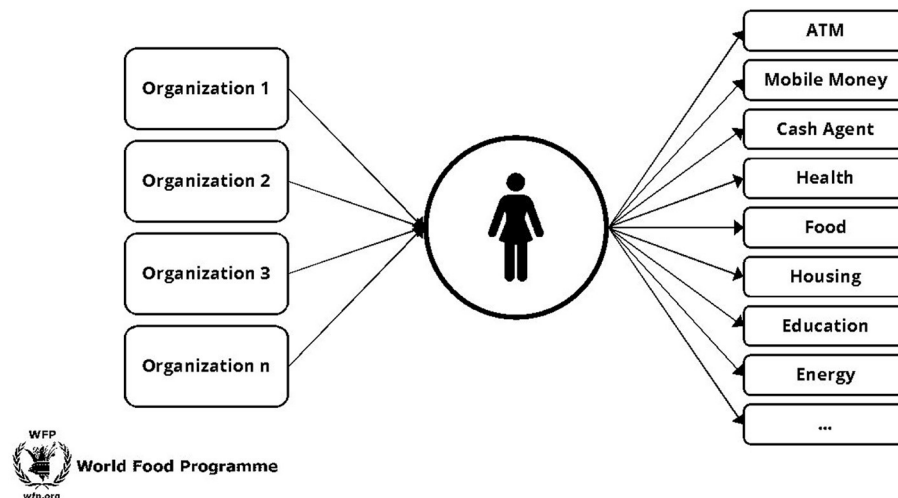 Organization 1
Organization 2
Organization 3
Organization n
ATM
Mobile Money
Cash Agent
Health
Food
Housing
Education
Energy
...
WFP
World Food Programme
wfp.org